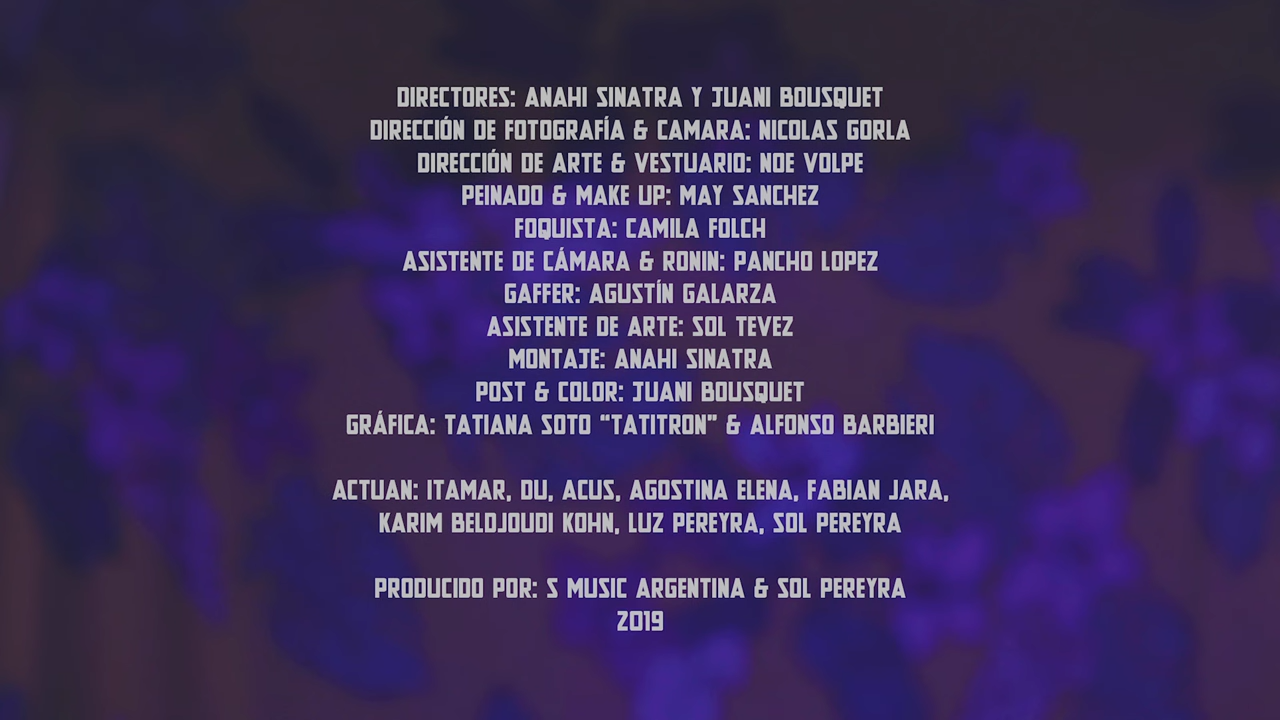 DIRECTORES: ANAHI SINATRA Y JUANI BOUSQUET
DIRECCIÓN DE FOTOGRAFÍA & CAMARA: NICOLAS GORLA
DIRECCIÓN DE ARTE & VESTUARIO: NOE VOLPE
PEINADO & MAKE UP: MAY SANCHEZ
FOQUISTA: CAMILA FOLCH
ASISTENTE DE CÁMARA & RONIN: PANCHO LOPEZ
GAFFER: AGUSTÍN GALARZA
ASISTENTE DE ARTE: SOL TEVEZ
MONTAJE: ANAHI SINATRA
POST & COLOR: JUANI BOUSQUET
GRÁFICA: TATIANA SOTO “TATITRON” & ALFONSO BARBIERI
ACTUAN: ITAMAR, DU, ACUS, AGOSTINA ELENA, FABIAN JARA,
KARIM BELDJOUDI KOHN, LUZ PEREYRA, SOL PEREYRA
PRODUCIDO POR: S MUSIC ARGENTINA & SOL PEREYRA
2019